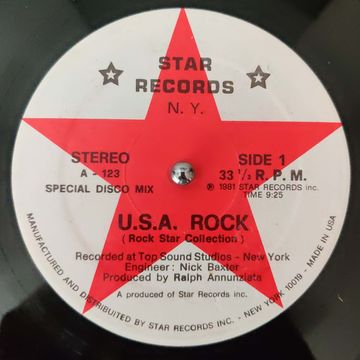 STAR
RECORDS
N.Y.
STEREO
A - 123
SPECIAL DISCO MIX
SIDE 1
33 ⅓ R.P.M.
℗ 1981 STAR RECORDS inc.
TIME 9:25
U.S.A. ROCK
(Rock Star Collection)
Recorded at Top Sound Studios - New York
Engineer: Nick Baxter
Produced by Ralph Annunziata
A produced of Star Records Inc.
MANUFACTURED AND DISTRIBUTED BY STAR RECORDS INC. - NEW YORK 10019 - MADE IN U.S.A.